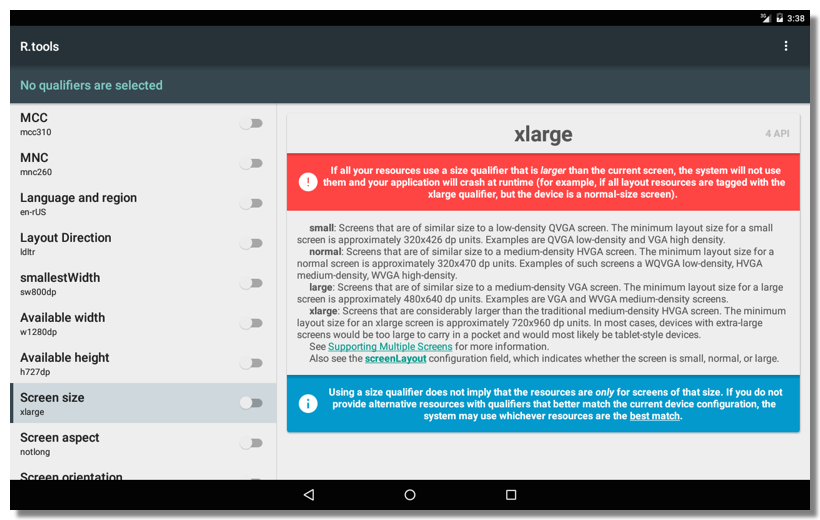 3G 3:38
R.tools
No qualifiers are selected
MCC
mcc310
MNC
mnc260
Language and region
en-rUS
Layout Direction
ldltr
smallestWidth
sw800dp
Available width
w1280dp
Available height
h727dp
Screen size
xlarge
Screen aspect
notlong
Screen orientation
xlarge
4 API
If all your resources use a size qualifier that is larger than the current screen, the system will not use
them and your application will crash at runtime (for example, if all layout resources are tagged with the
xlarge qualifier, but the device is a normal-size screen).
small: Screens that are of similar size to a low-density QVGA screen. The minimum layout size for a small
screen is approximately 320x426 dp units. Examples are QVGA low-density and VGA high density.
normal: Screens that are of similar size to a medium-density HVGA screen. The minimum layout size for a
normal screen is approximately 320x470 dp units. Examples of such screens a WQVGA low-density, HVGA
medium-density, WVGA high-density.
large: Screens that are of similar size to a medium-density VGA screen. The minimum layout size for a large
screen is approximately 480x640 dp units. Examples are VGA and WVGA medium-density screens.
xlarge: Screens that are considerably larger than the traditional medium-density HVGA screen. The minimum
layout size for an xlarge screen is approximately 720x960 dp units. In most cases, devices with extra-large
screens would be too large to carry in a pocket and would most likely be tablet-style devices.
See Supporting Multiple Screens for more information.
Also see the screenLayout configuration field, which indicates whether the screen is small, normal, or large.
Using a size qualifier does not imply that the resources are only for screens of that size. If you do not
provide alternative resources with qualifiers that better match the current device configuration, the
system may use whichever resources are the best match.